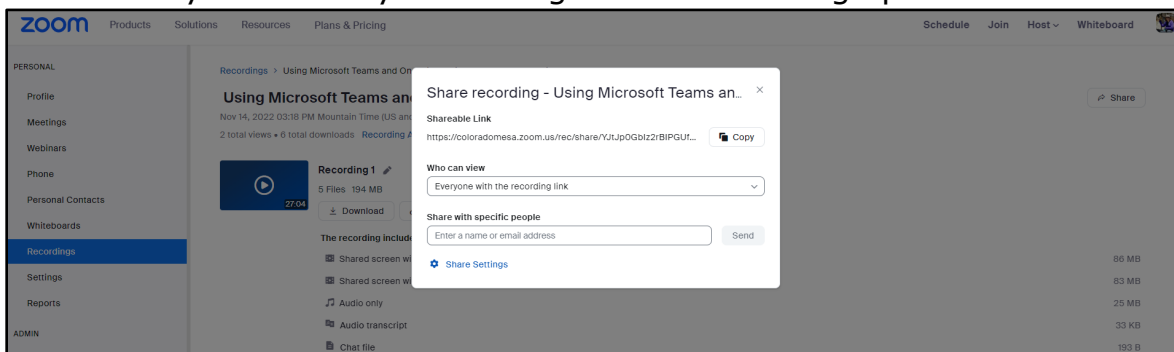 zoom Products Solutions Resources Plans & Pricing Schedule Join Host Whiteboard
PERSONAL
Profile
Meetings
Webinars
Phone
Personal Contacts
Whiteboards
Recordings
Settings
Reports
ADMIN
Recordings > Using Microsoft Teams and
Using Microsoft Teams an
Share
Nov 14, 2022 03:18 PM Mountain Time (US and
2 total views • 6 total downloads Recording
27:04
Recording 1
5 Files 194 MB
Download
The recording include
Shared screen wi 86 MB
Shared screen wi 83 MB
Audio only 25 MB
Audio transcript 33 KB
Chat file 193 B
Share recording - Using Microsoft Teams an...
Shareable Link
https://coloradomesa.zoom.us/rec/share/YJtJp0GbIz2rBIPGUf... Copy
Who can view
Everyone with the recording link
Share with specific people
Enter a name or email address Send
Share Settings